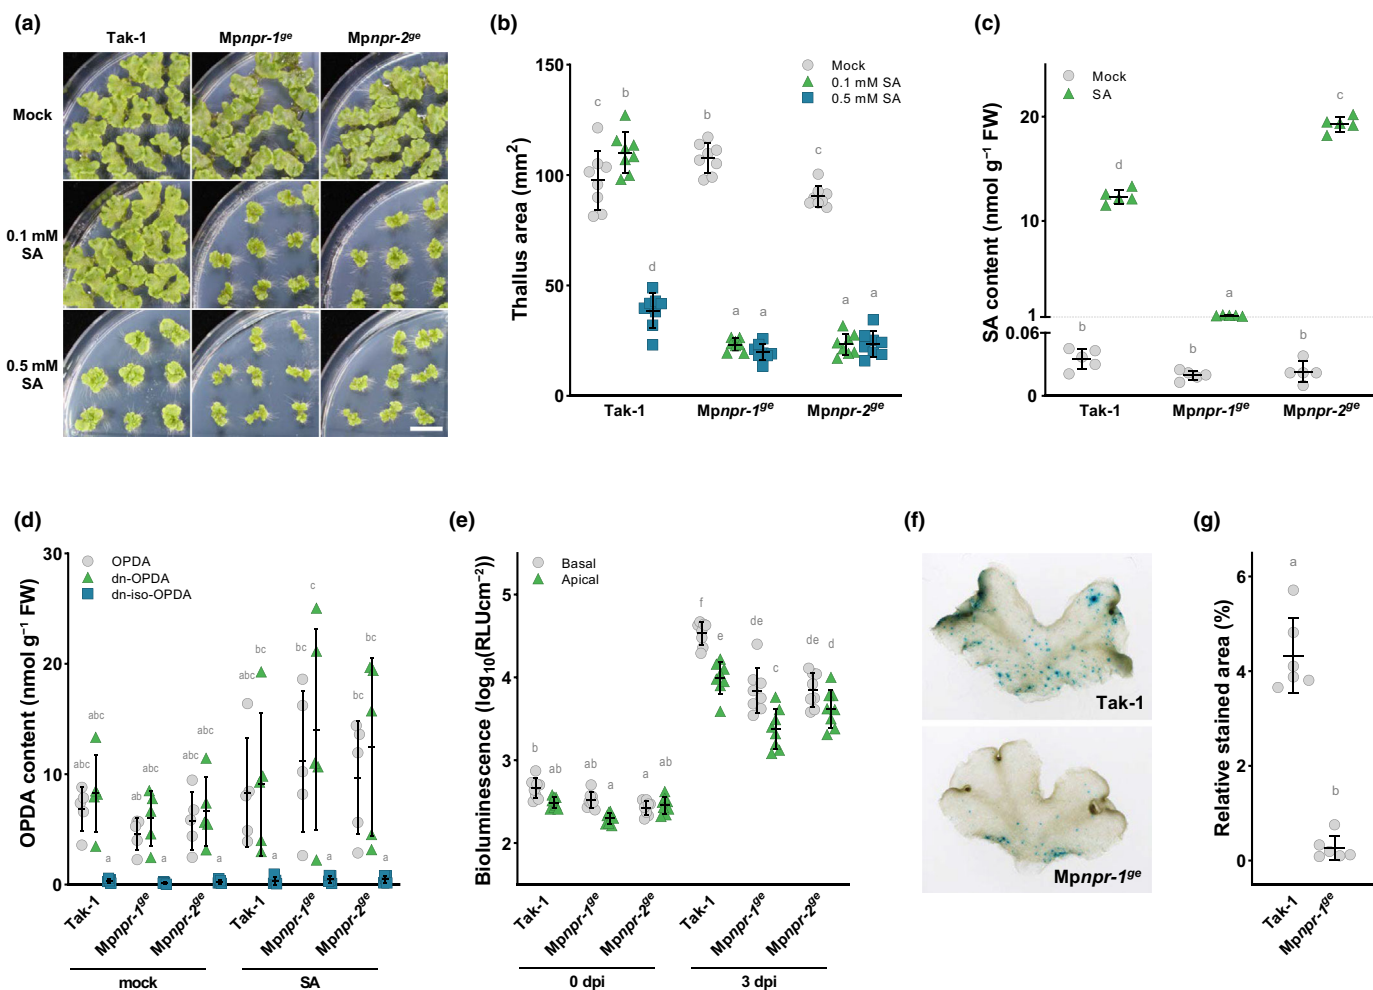 (a)
Tak-1 Mpnpr-1ge Mpnpr-2ge
Mock
0.1 mM
SA
0.5 mM
SA
(b)
Thallus area (mm2)
150
100
50
0
Mock
0.1 mM SA
0.5 mM SA
c b d b a a c a a
Tak-1 Mpnpr-1ge Mpnpr-2ge
(c)
SA content (nmol g−1 FW)
20
10
1
0.06
0
Mock
SA
b d b a b c
Tak-1 Mpnpr-1ge Mpnpr-2ge
(d)
OPDA content (nmol g−1 FW)
30
20
10
0
OPDA
dn-OPDA
dn-iso-OPDA
abc abc a ab abc a abc abc a abc bc a bc c a bc bc a
Tak-1 Mpnpr-1ge Mpnpr-2ge Tak-1 Mpnpr-1ge Mpnpr-2ge
mock SA
(e)
Bioluminescence (log10(RLUcm−2))
5
4
3
2
Basal
Apical
b ab ab a a ab f e de c de d
Tak-1 Mpnpr-1ge Mpnpr-2ge Tak-1 Mpnpr-1ge Mpnpr-2ge
0 dpi 3 dpi
(f)
Tak-1
Mpnpr-1ge
(g)
Relative stained area (%)
6
4
2
0
a b
Tak-1 Mpnpr-1ge